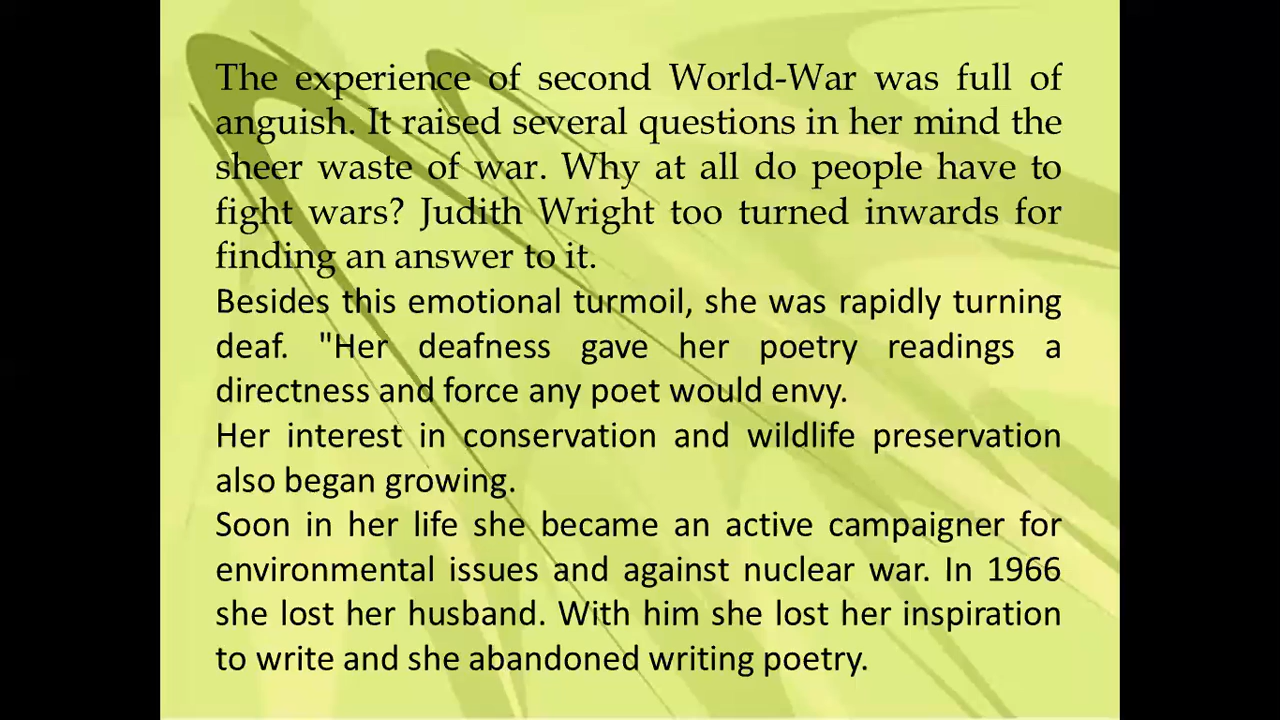 The experience of second World-War was full of
anguish. It raised several questions in her mind the
sheer waste of war. Why at all do people have to
fight wars? Judith Wright too turned inwards for
finding an answer to it.
Besides this emotional turmoil, she was rapidly turning
deaf. "Her deafness gave her poetry readings a
directness and force any poet would envy.
Her interest in conservation and wildlife preservation
also began growing.
Soon in her life she became an active campaigner for
environmental issues and against nuclear war. In 1966
she lost her husband. With him she lost her inspiration
to write and she abandoned writing poetry.